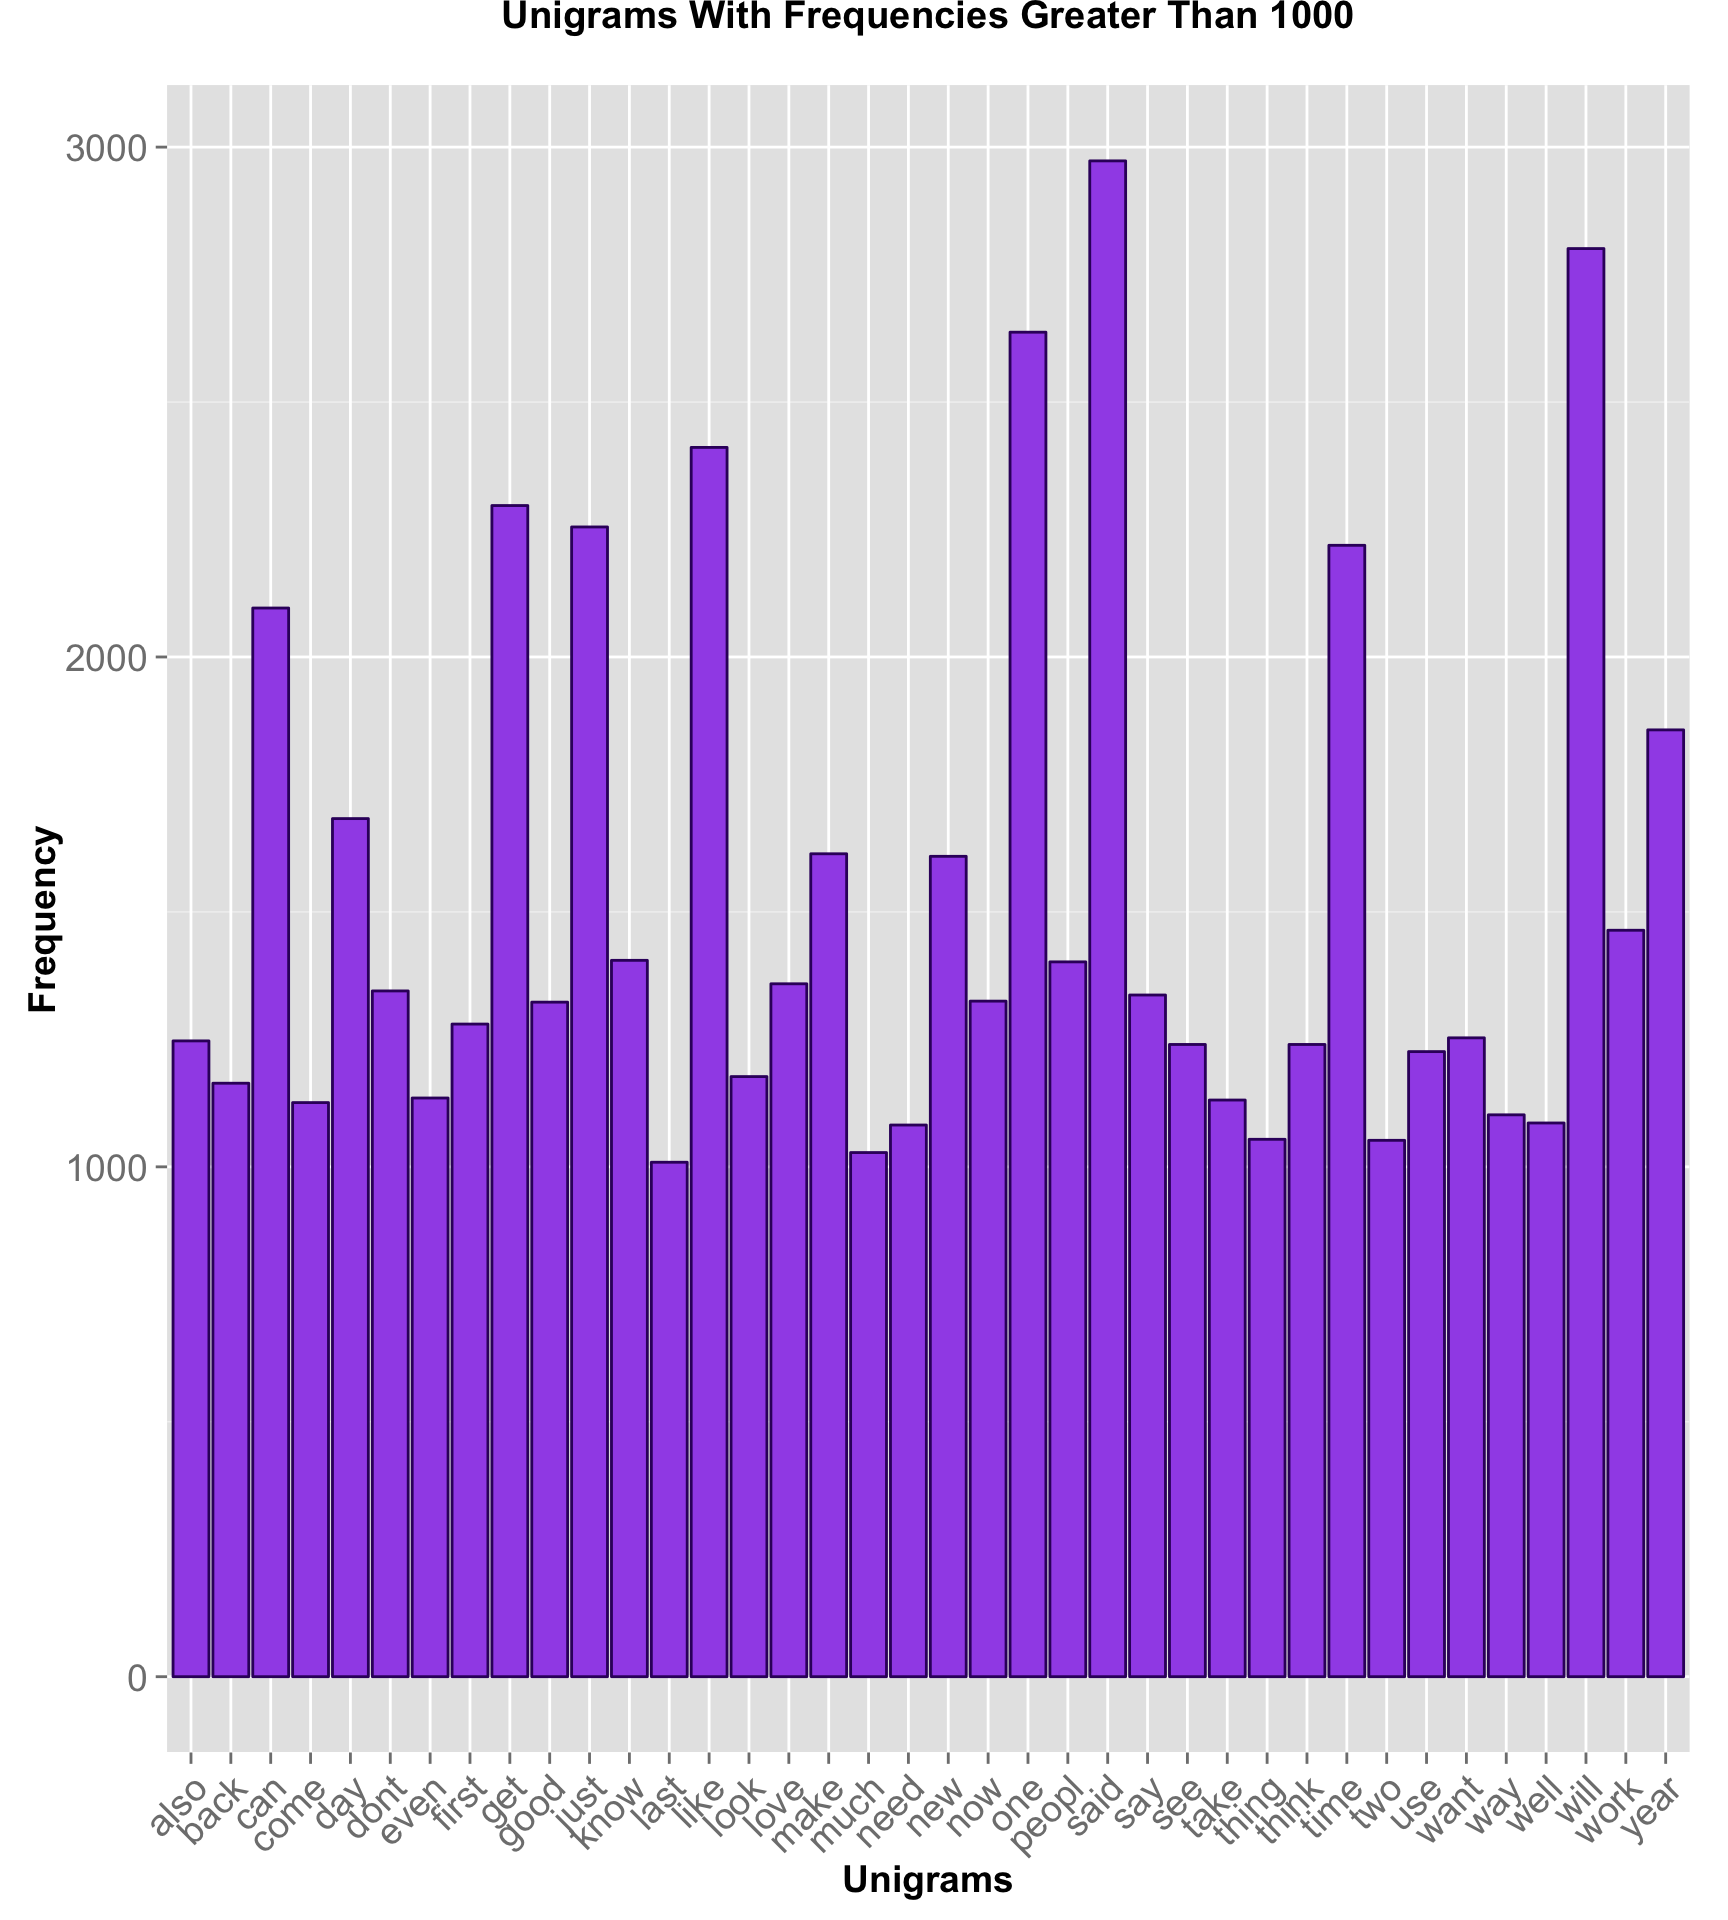 Unigrams With Frequencies Greater Than 1000
Frequency
3000
2000
1000
0
also
back
can
come
day
dont
even
first
get
good
just
know
last
like
look
love
make
much
need
new
now
one
peopl
said
say
see
take
thing
think
time
two
use
want
way
well
will
work
year
Unigrams